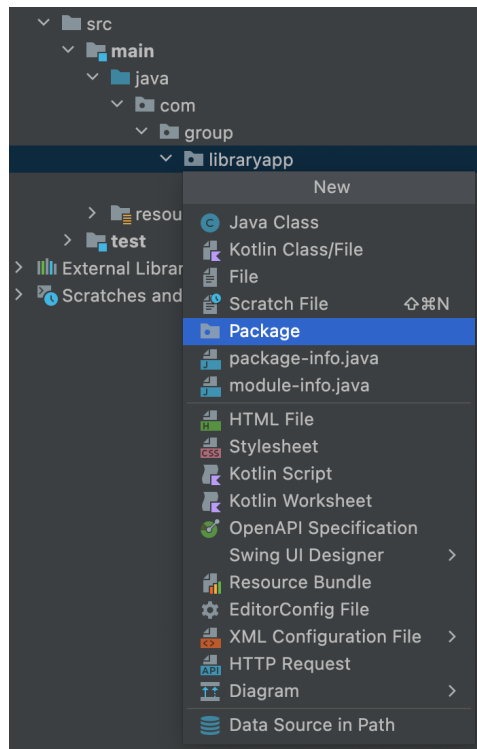 src
main
java
com
group
libraryapp
New
resou
test
External Librar
Scratches and
Java Class
Kotlin Class/File
File
Scratch File ⇧⌘N
Package
package-info.java
module-info.java
HTML File
Stylesheet
Kotlin Script
Kotlin Worksheet
OpenAPI Specification
Swing UI Designer
Resource Bundle
EditorConfig File
XML Configuration File
HTTP Request
Diagram
Data Source in Path